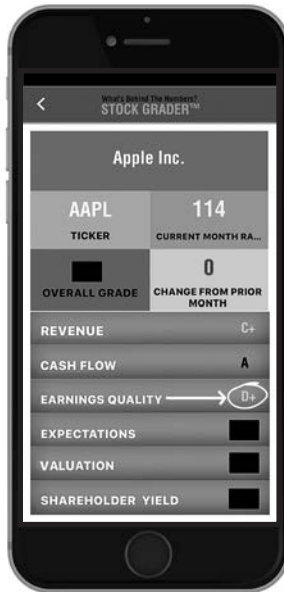 What's Behind The Numbers?
STOCK GRADER™
Apple Inc.
AAPL
TICKER
114
CURRENT MONTH RA...
OVERALL GRADE
0
CHANGE FROM PRIOR
MONTH
REVENUE C+
CASH FLOW A
EARNINGS QUALITY D+
EXPECTATIONS
VALUATION
SHAREHOLDER YIELD